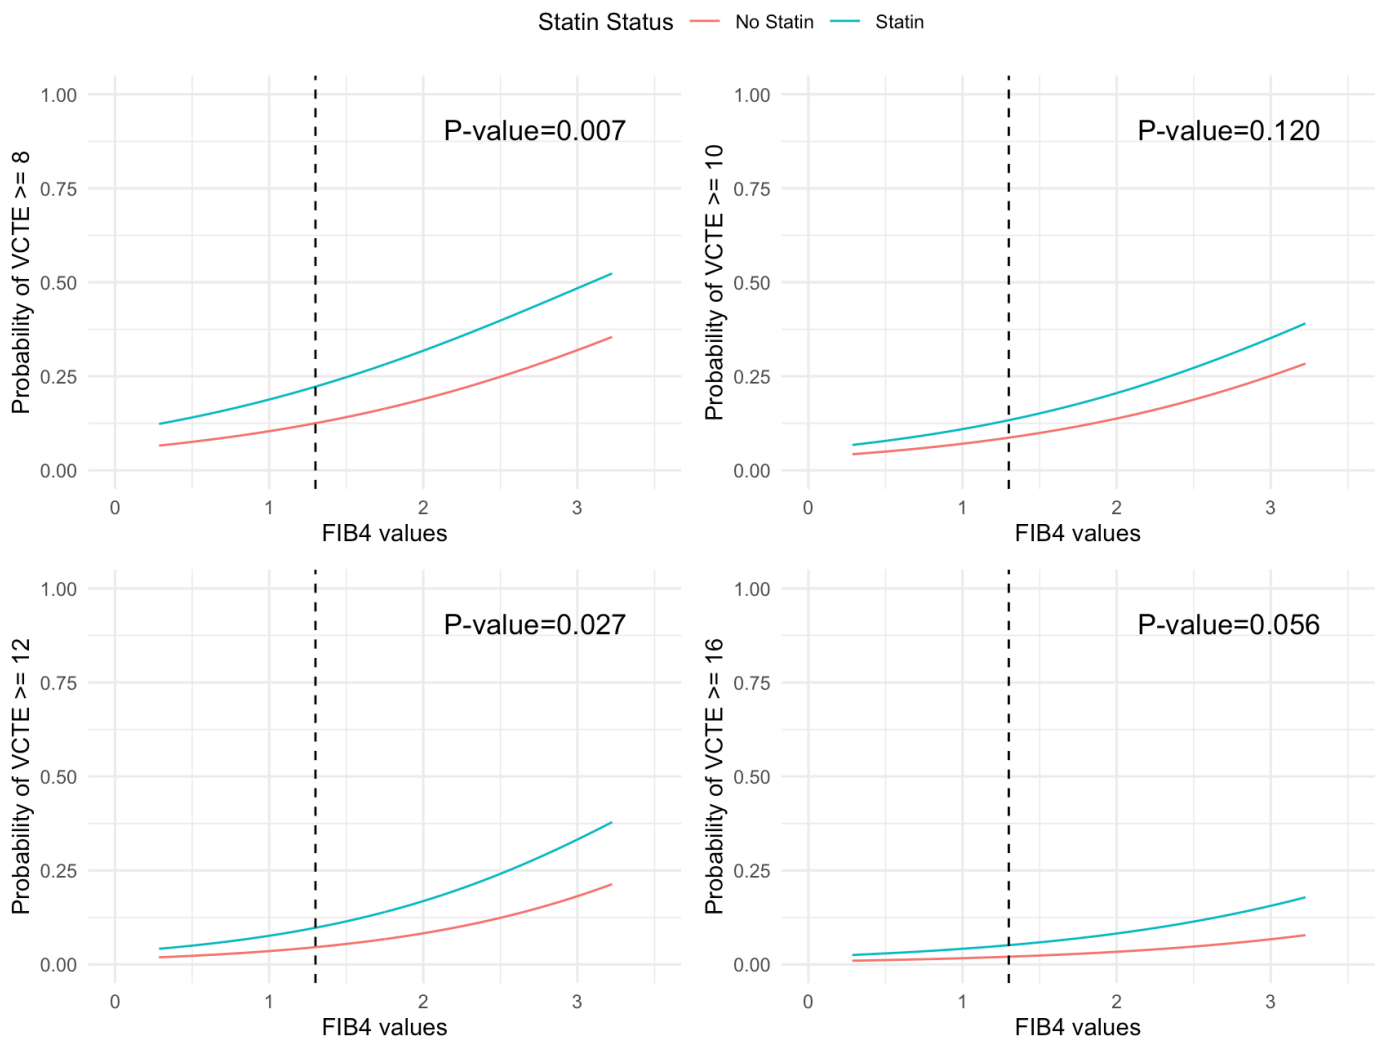 Statin Status No Statin Statin
Probability of VCTE >= 8
1.00
0.75
0.50
0.25
0.00
P-value=0.007
0 1 2 3
FIB4 values
Probability of VCTE >= 10
1.00
0.75
0.50
0.25
0.00
P-value=0.120
0 1 2 3
FIB4 values
Probability of VCTE >= 12
1.00
0.75
0.50
0.25
0.00
P-value=0.027
0 1 2 3
FIB4 values
Probability of VCTE >= 16
1.00
0.75
0.50
0.25
0.00
P-value=0.056
0 1 2 3
FIB4 values